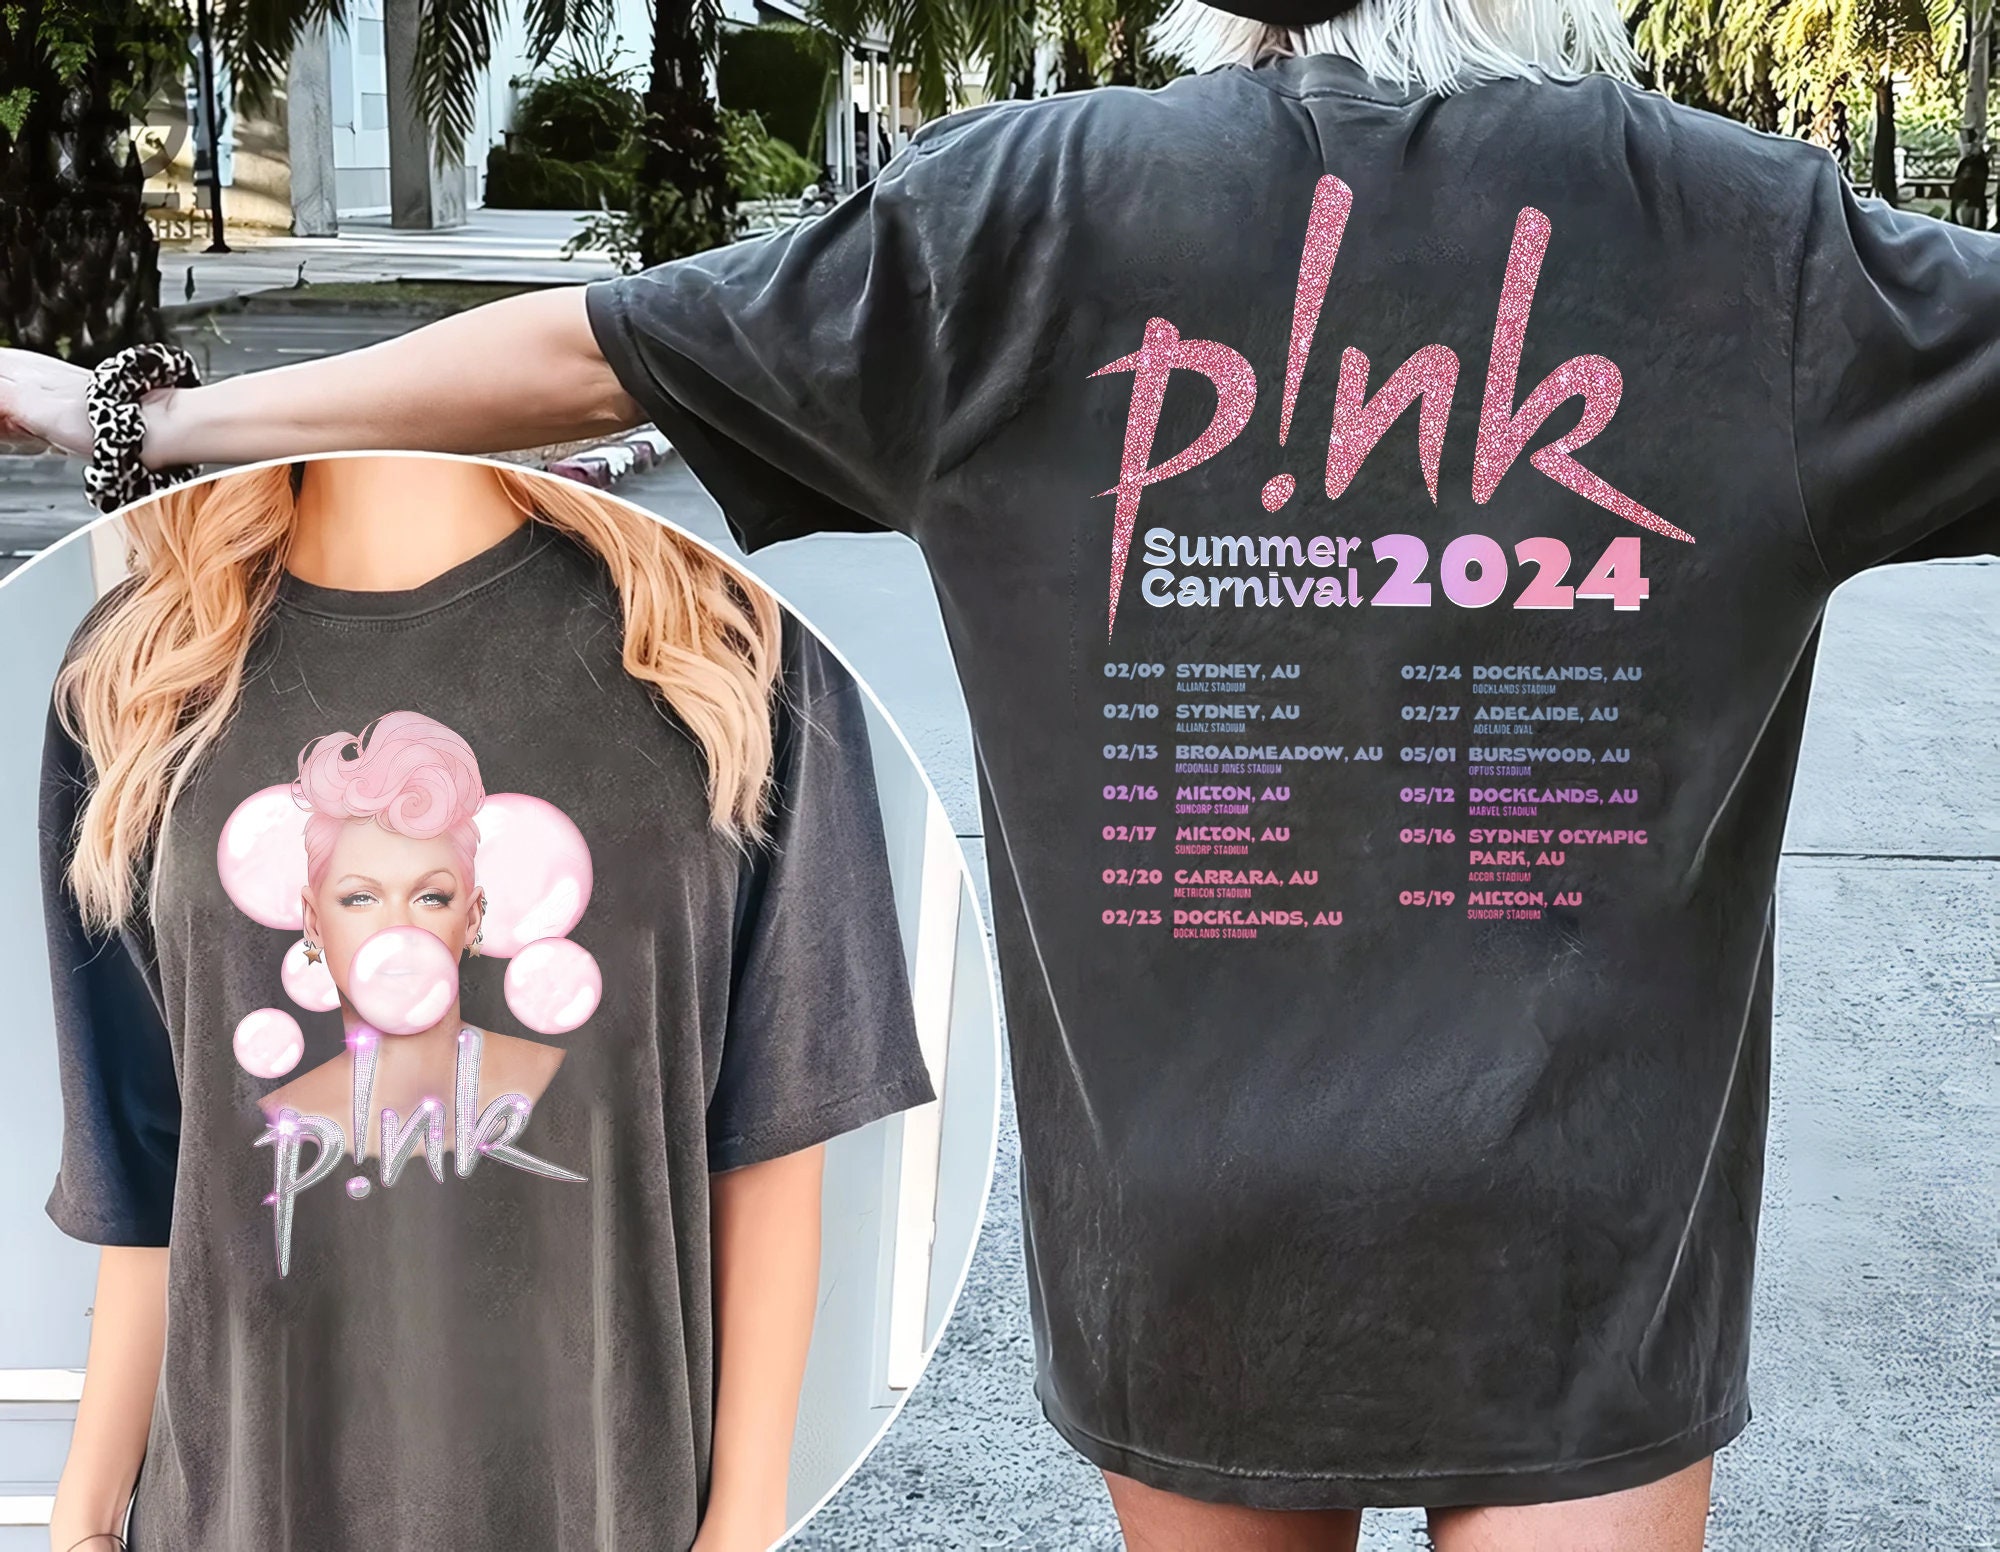 p!nk
Summer
Carnival 2024
02/09 SYDNEY, AU
ALLIANZ STADIUM
02/10 SYDNEY, AU
ALLIANZ STADIUM
02/13 BROADMEADOW, AU
MCDONALD JONES STADIUM
02/16 MILTON, AU
SUNCORP STADIUM
02/17 MILTON, AU
SUNCORP STADIUM
02/20 CARRARA, AU
METRICON STADIUM
02/23 DOCKLANDS, AU
DOCKLANDS STADIUM
02/24 DOCKLANDS, AU
DOCKLANDS STADIUM
02/27 ADELAIDE, AU
ADELAIDE OVAL
05/01 BURSWOOD, AU
OPTUS STADIUM
05/12 DOCKLANDS, AU
MARVEL STADIUM
05/16 SYDNEY OLYMPIC
PARK, AU
ACCOR STADIUM
05/19 MILTON, AU
SUNCORP STADIUM
p!nk